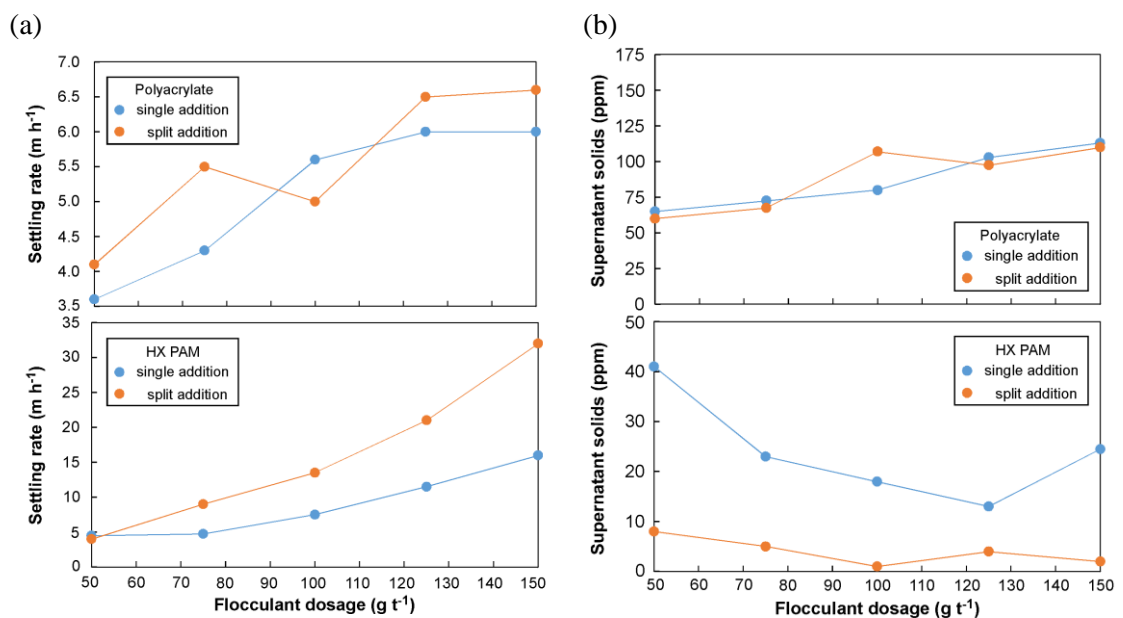 (a)
Settling rate (m h⁻¹)
7.0
6.5
6.0
5.5
5.0
4.5
4.0
3.5
Polyacrylate
single addition
split addition
Settling rate (m h⁻¹)
35
30
25
20
15
10
5
0
HX PAM
single addition
split addition
50 60 70 80 90 100 110 120 130 140 150
Flocculant dosage (g t⁻¹)
(b)
Supernatant solids (ppm)
175
150
125
100
75
50
25
0
Polyacrylate
single addition
split addition
Supernatant solids (ppm)
50
40
30
20
10
0
HX PAM
single addition
split addition
50 60 70 80 90 100 110 120 130 140 150
Flocculant dosage (g t⁻¹)